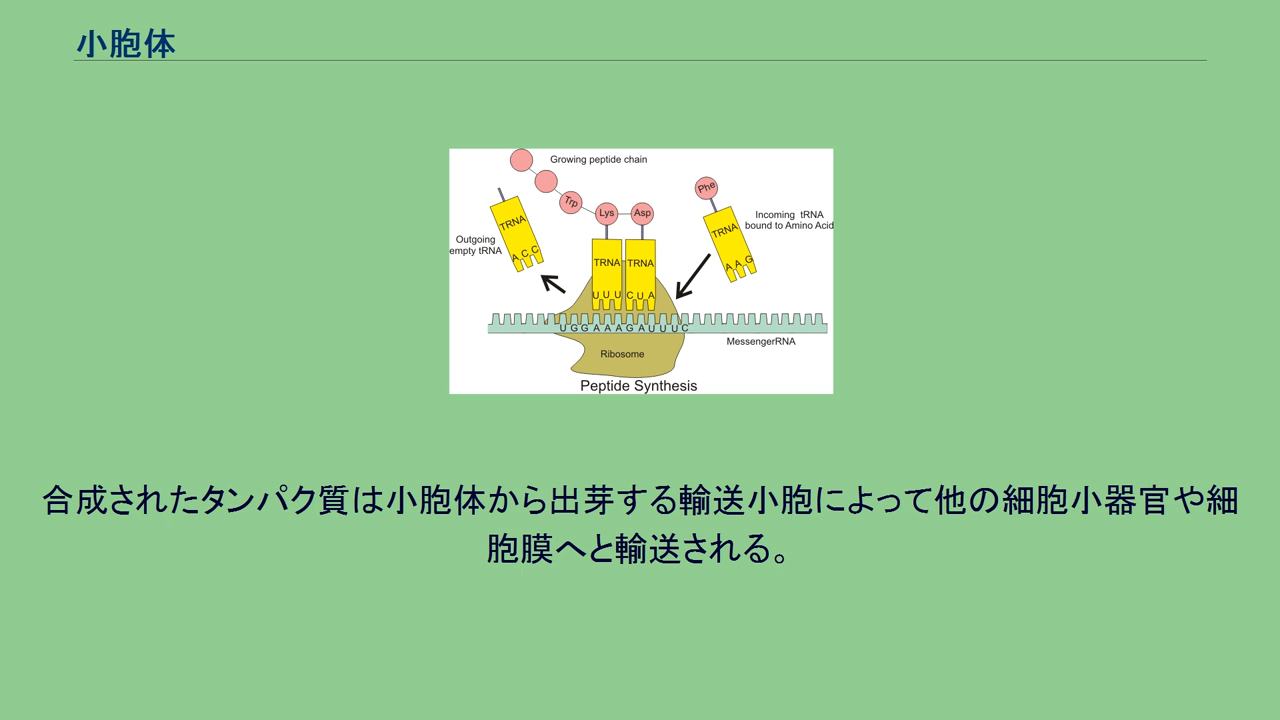 小胞体
Growing peptide chain
Trp
Lys
Asp
Phe
TRNA
A C C
Outgoing
empty tRNA
TRNA
U U U
TRNA
C U A
TRNA
A A G
Incoming tRNA
bound to Amino Acid
U G G A A A G A U U U C
MessengerRNA
Ribosome
Peptide Synthesis
合成されたタンパク質は小胞体から出芽する輸送小胞によって他の細胞小器官や細
胞膜へと輸送される。